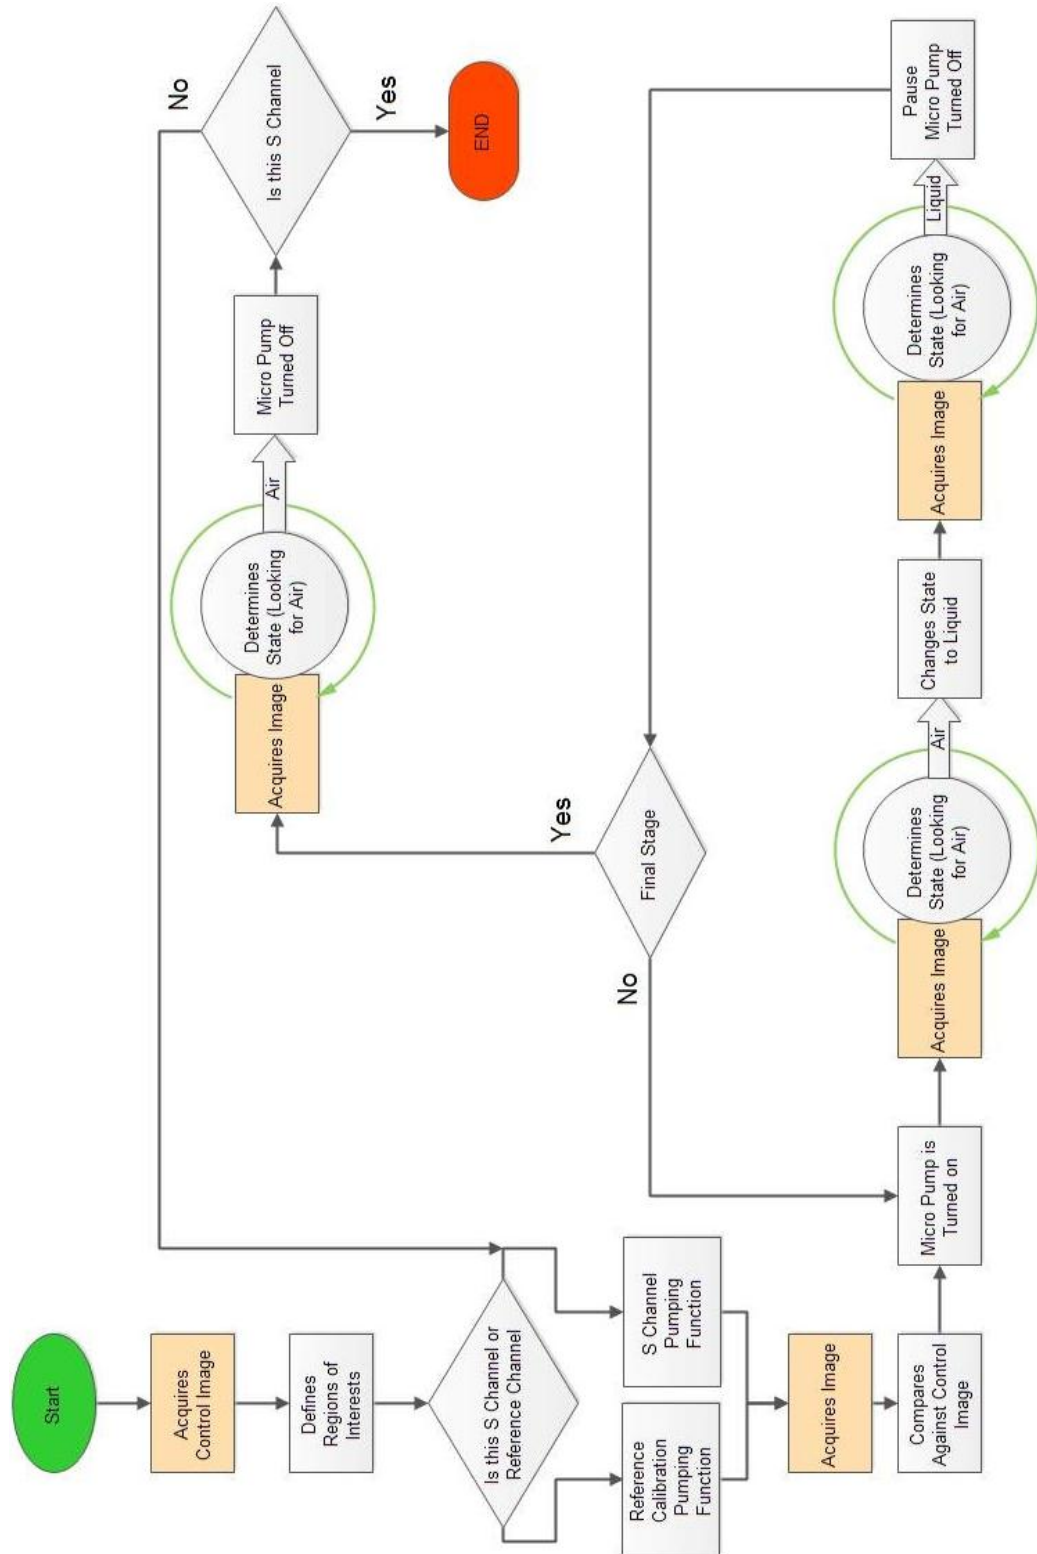 Start
Acquires
Control Image
Defines
Regions of
Interests
Is this S Channel or
Reference Channel
Reference
Calibration
Pumping
Function
S Channel
Pumping
Function
Acquires Image
Compares
Against Control
Image
Micro Pump is
Turned on
Acquires Image
Determines
State (Looking
for Air)
Air
Changes State
to Liquid
Acquires Image
Determines
State (Looking
for Air)
Liquid
Pause
Micro Pump
Turned Off
Final Stage
No
Yes
Acquires Image
Determines
State (Looking
for Air)
Air
Micro Pump
Turned Off
Is this S Channel
No
Yes
END